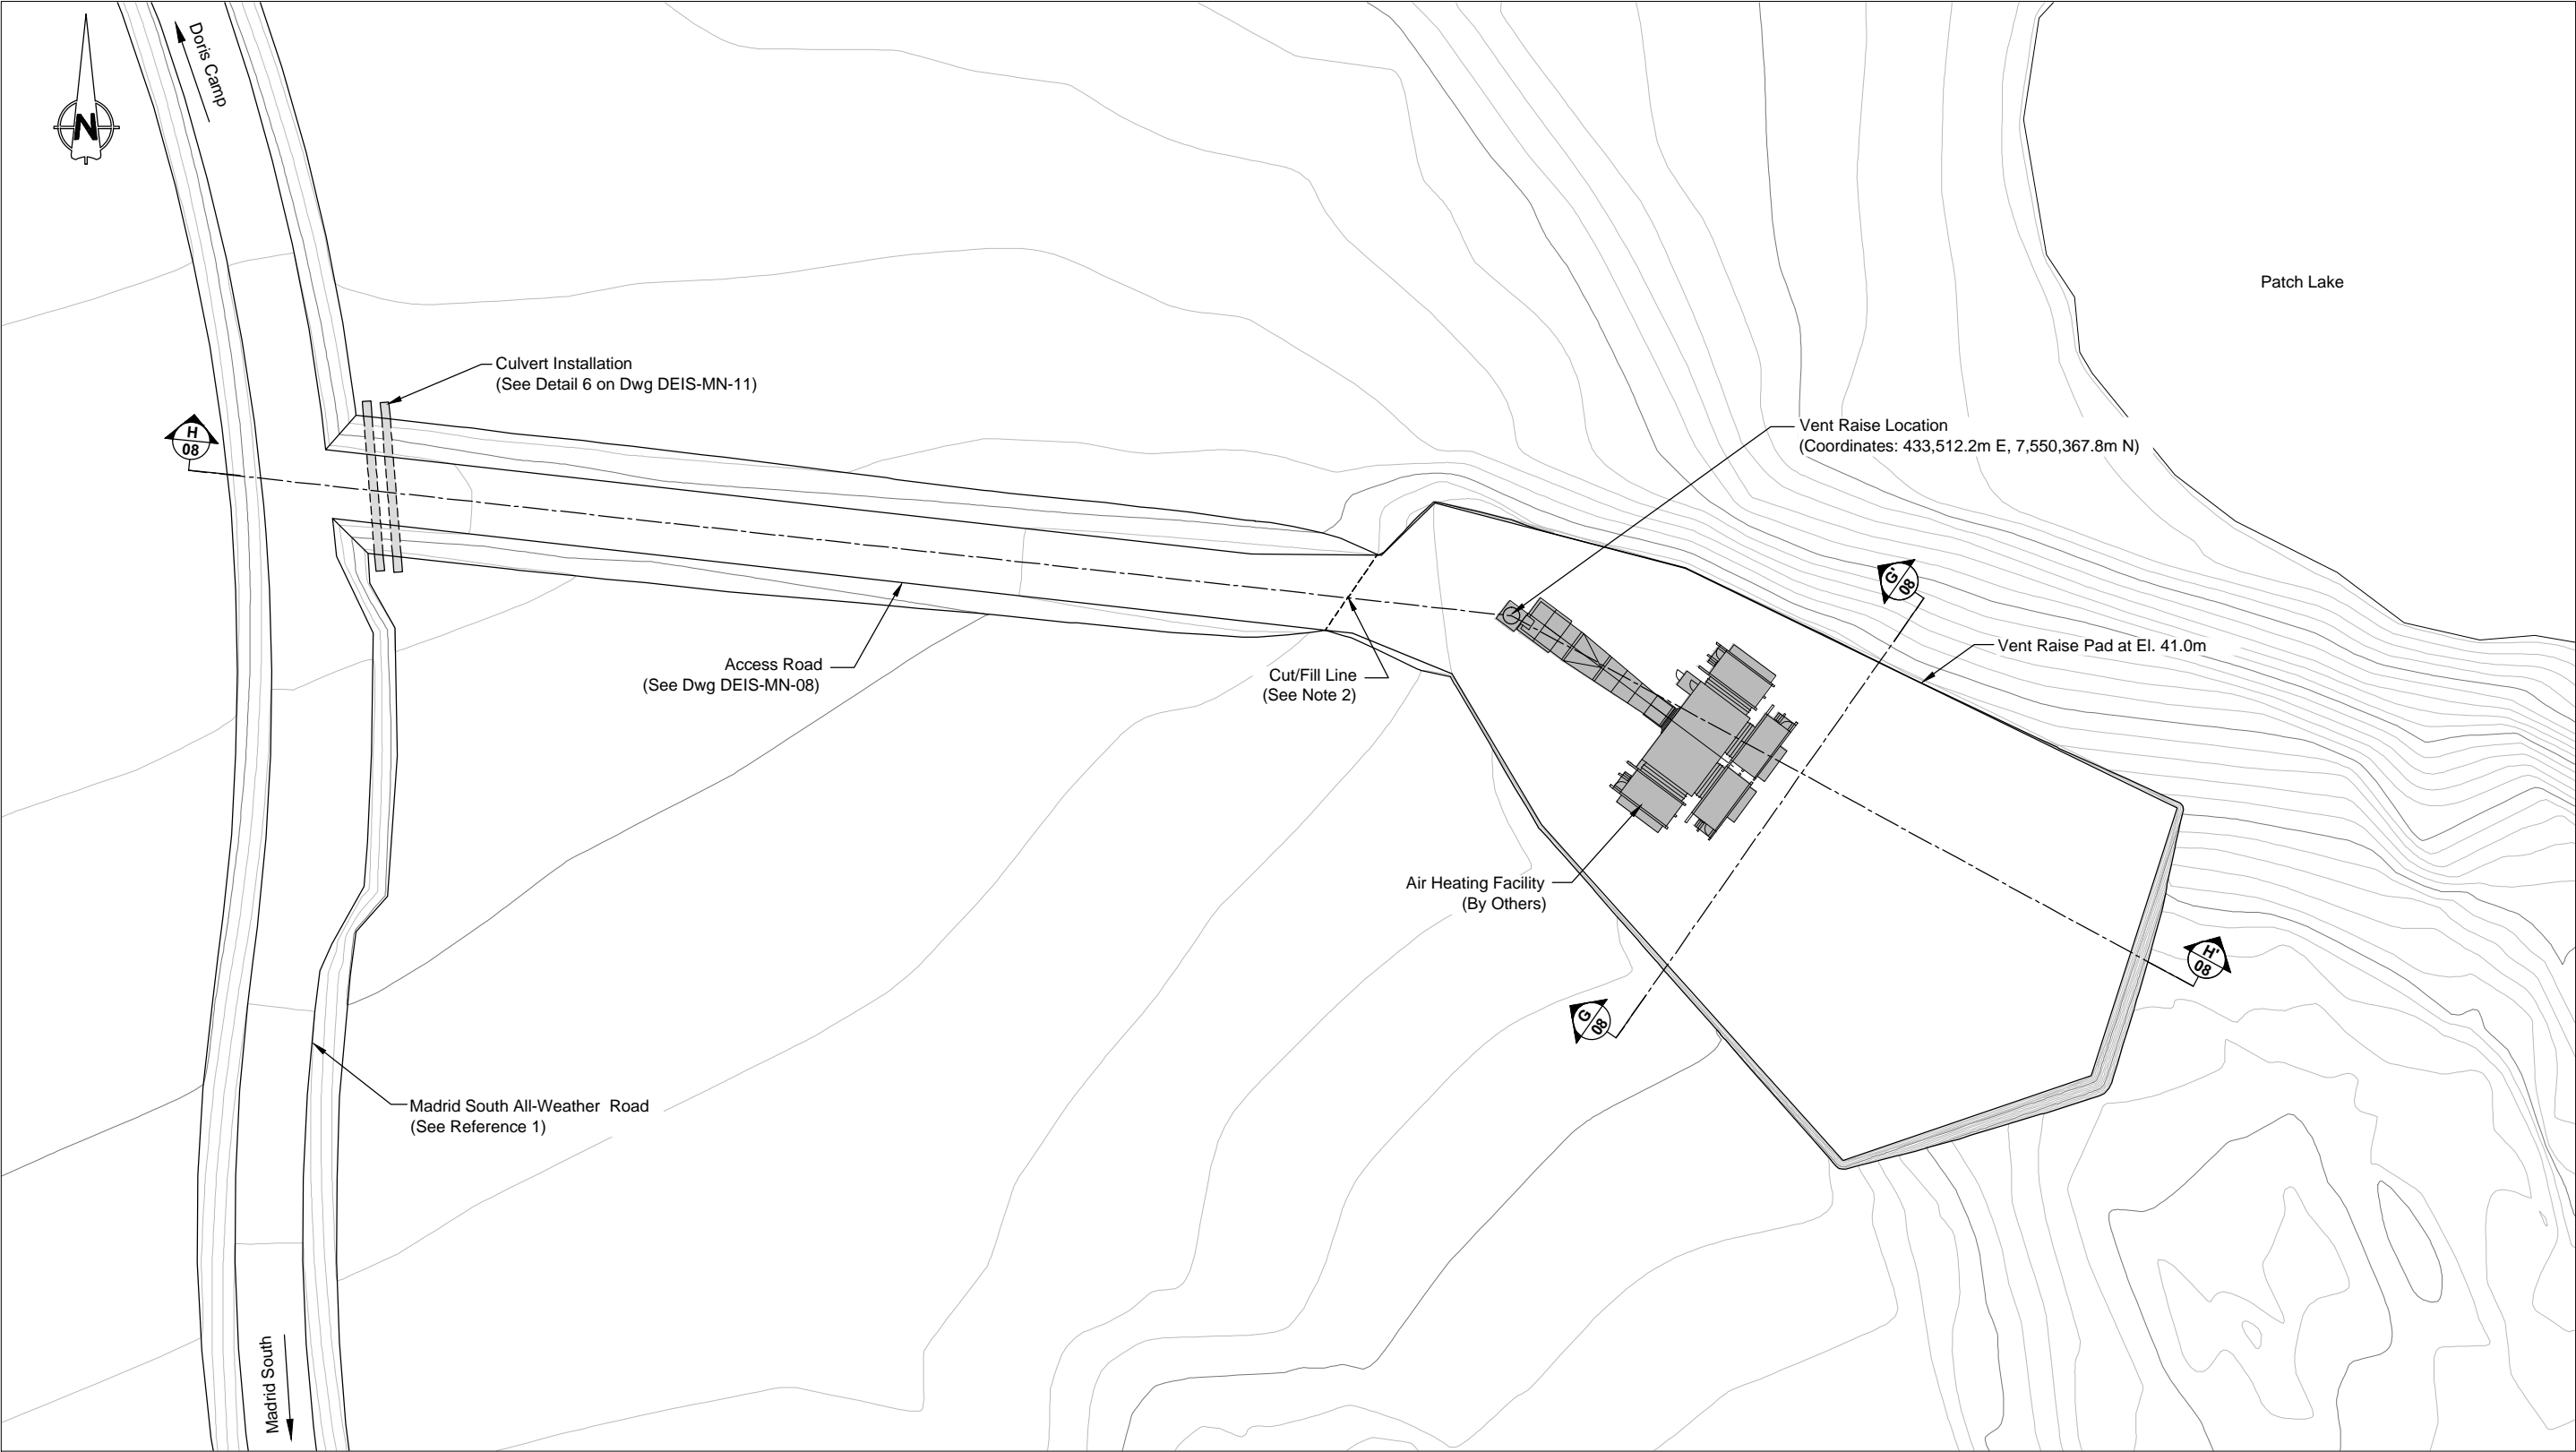 Doris Camp
N
Patch Lake
Culvert Installation
(See Detail 6 on Dwg DEIS-MN-11)
H
08
Vent Raise Location
(Coordinates: 433,512.2m E, 7,550,367.8m N)
G'
08
Vent Raise Pad at El. 41.0m
Access Road
(See Dwg DEIS-MN-08)
Cut/Fill Line
(See Note 2)
Air Heating Facility
(By Others)
H'
08
G
08
Madrid South All-Weather  Road
(See Reference 1)
Madrid South